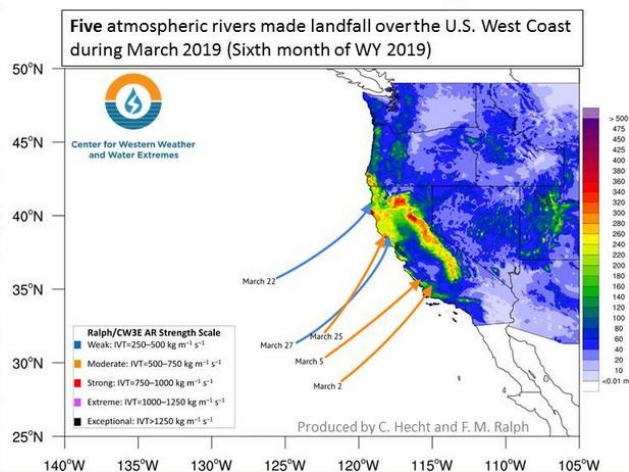 Five atmospheric rivers made landfall over the U.S. West Coast
during March 2019 (Sixth month of WY 2019)
50°N
45°N
40°N
35°N
30°N
25°N
Center for Western Weather
and Water Extremes
March 22
March 25
March 27
March 5
March 2
Ralph/CW3E AR Strength Scale
Weak: IVT=250–500 kg m⁻¹ s⁻¹
Moderate: IVT=500–750 kg m⁻¹ s⁻¹
Strong: IVT=750–1000 kg m⁻¹ s⁻¹
Extreme: IVT=1000–1250 kg m⁻¹ s⁻¹
Exceptional: IVT>1250 kg m⁻¹ s⁻¹
Produced by C. Hecht and F. M. Ralph
140°W 135°W 130°W 125°W 120°W 115°W 110°W 105°W
> 500
475
450
425
400
380
360
340
320
300
280
260
240
220
200
180
160
140
120
100
80
60
50
40
30
20
10
<0.01 m